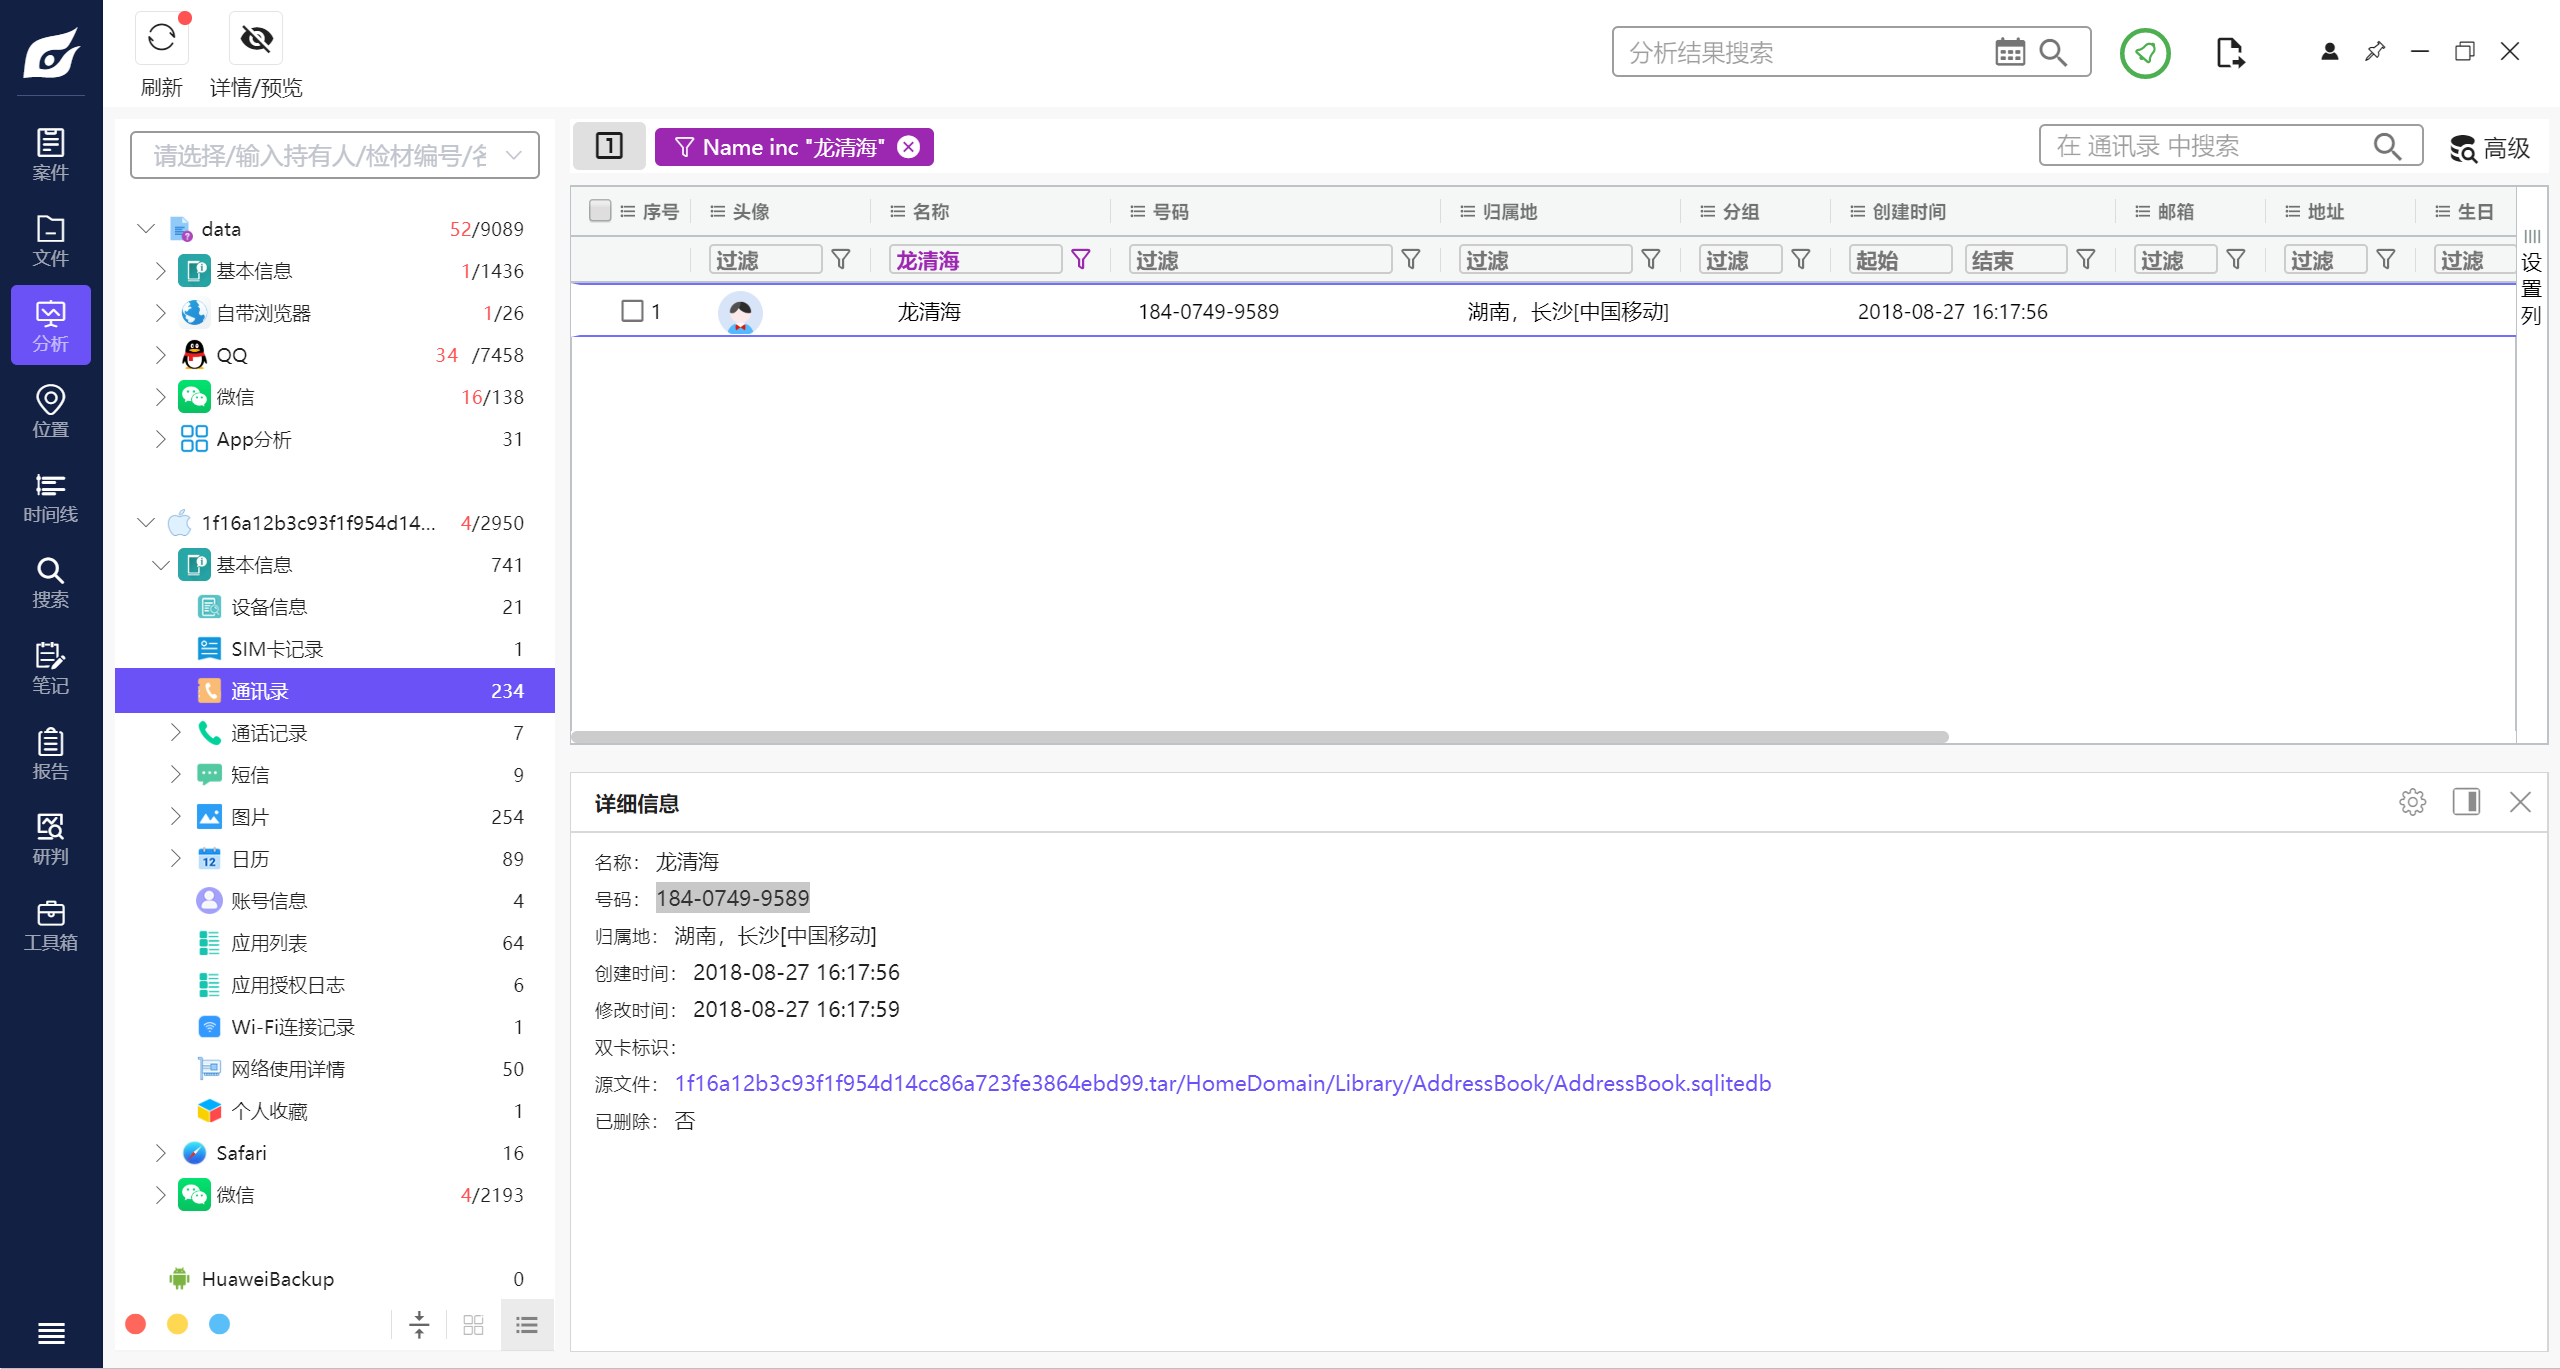 刷新
详情/预览
分析结果搜索
案件
文件
分析
位置
时间线
搜索
笔记
报告
研判
工具箱
请选择/输入持有人/检材编号/名
data 52/9089
基本信息 1/1436
自带浏览器 1/26
QQ 34 /7458
微信 16/138
App分析 31
1f16a12b3c93f1f954d14... 4/2950
基本信息 741
设备信息 21
SIM卡记录 1
通讯录 234
通话记录 7
短信 9
图片 254
12 日历 89
账号信息 4
应用列表 64
应用授权日志 6
Wi-Fi连接记录 1
网络使用详情 50
个人收藏 1
Safari 16
微信 4/2193
HuaweiBackup 0
1 Name inc "龙清海" 在 通讯录 中搜索 高级
序号 头像 名称 号码 归属地 分组 创建时间 邮箱 地址 生日
过滤 龙清海 过滤 过滤 过滤 起始 结束 过滤 过滤 过滤
1 龙清海 184-0749-9589 湖南，长沙[中国移动] 2018-08-27 16:17:56
设置列
详细信息
名称： 龙清海
号码： 184-0749-9589
归属地： 湖南，长沙[中国移动]
创建时间： 2018-08-27 16:17:56
修改时间： 2018-08-27 16:17:59
双卡标识：
源文件： 1f16a12b3c93f1f954d14cc86a723fe3864ebd99.tar/HomeDomain/Library/AddressBook/AddressBook.sqlitedb
已删除： 否